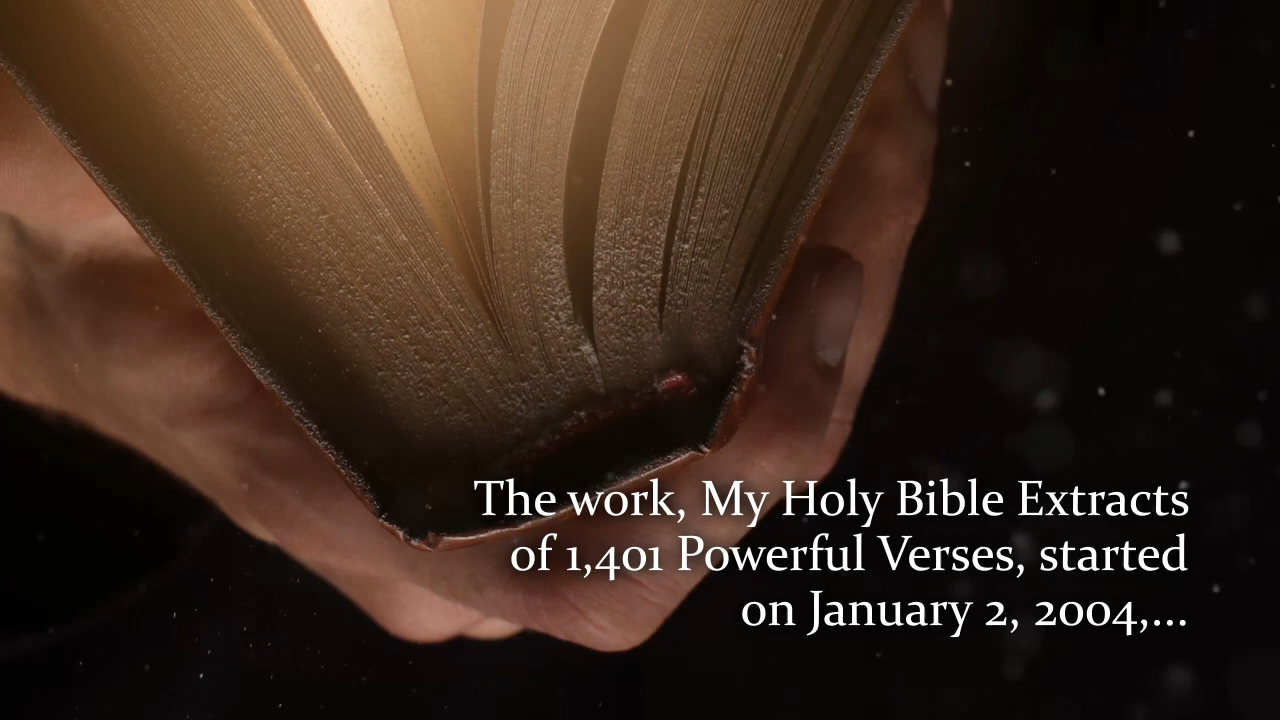 The work, My Holy Bible Extracts
of 1,401 Powerful Verses, started
on January 2, 2004,...